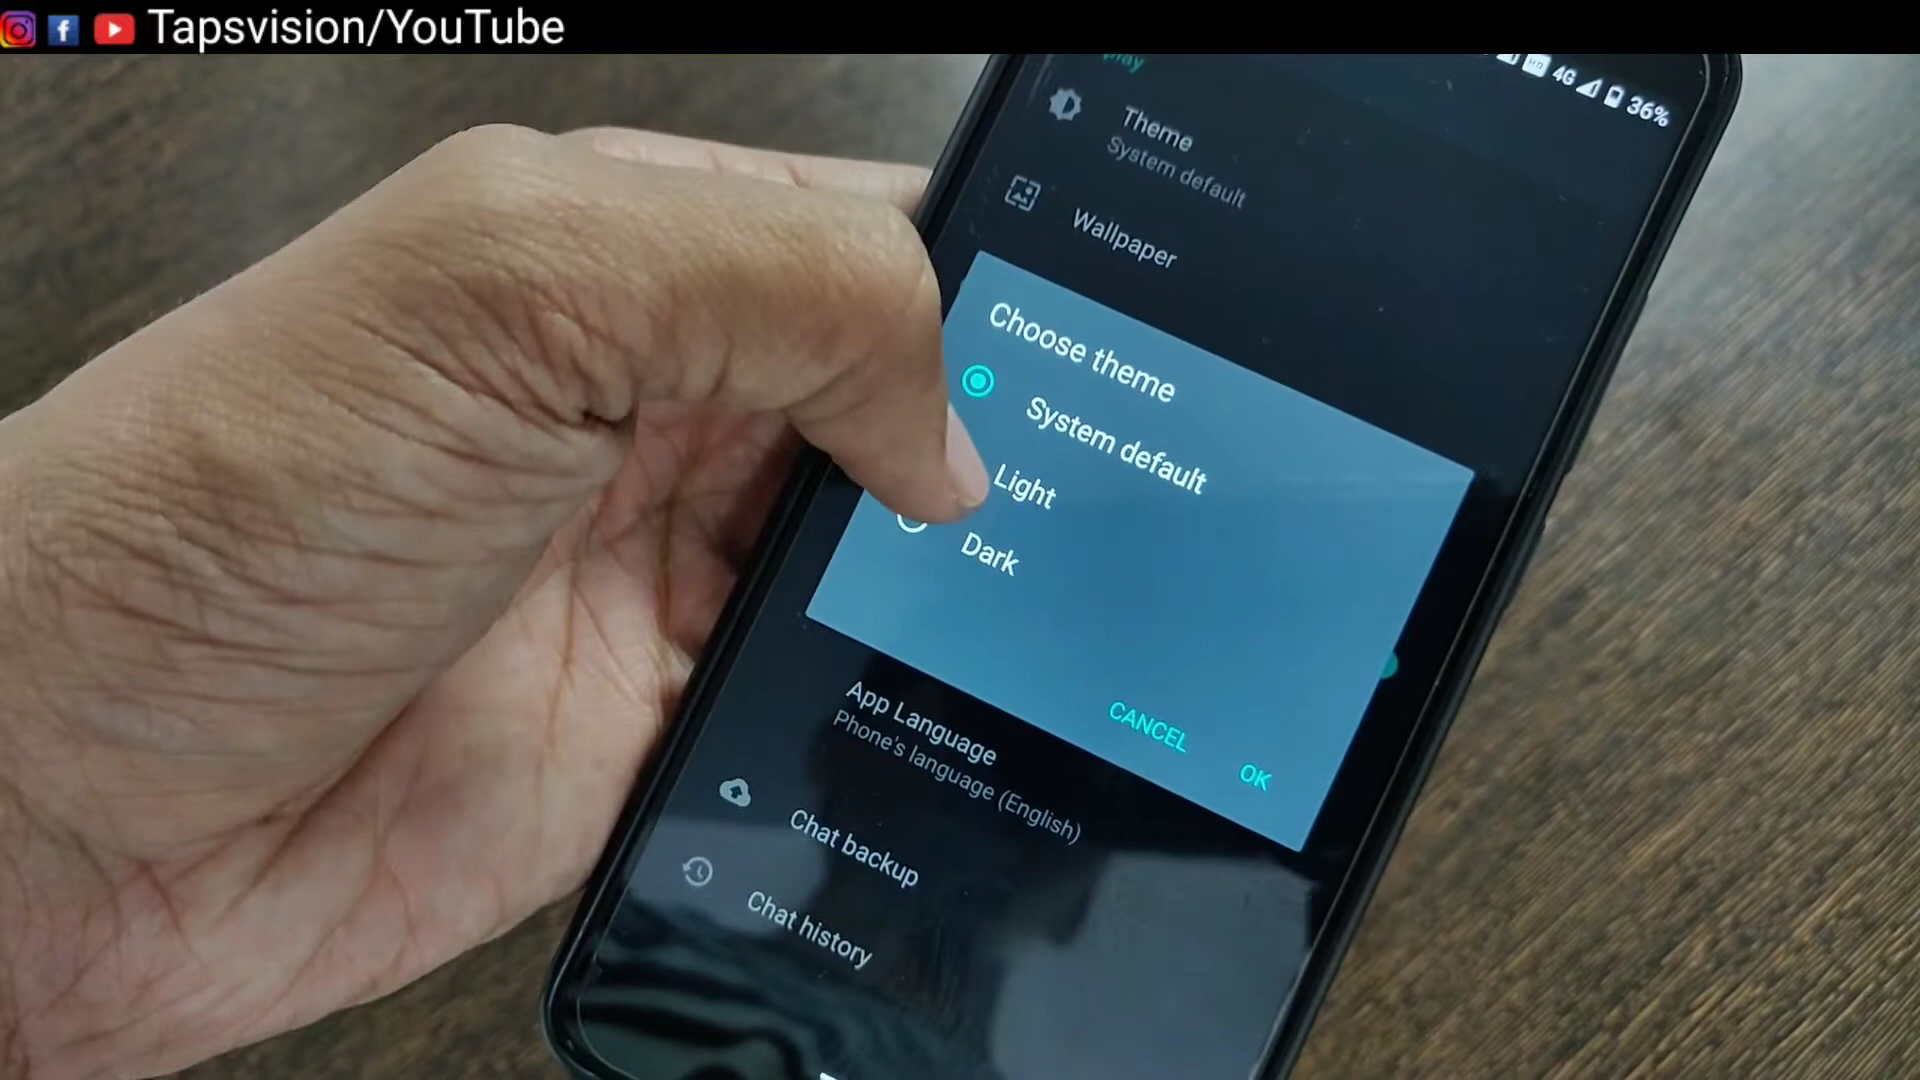 Tapsvision/YouTube
4G 36%
Theme
System default
Wallpaper
Choose theme
System default
Light
Dark
CANCEL
OK
App Language
Phone's language (English)
Chat backup
Chat history